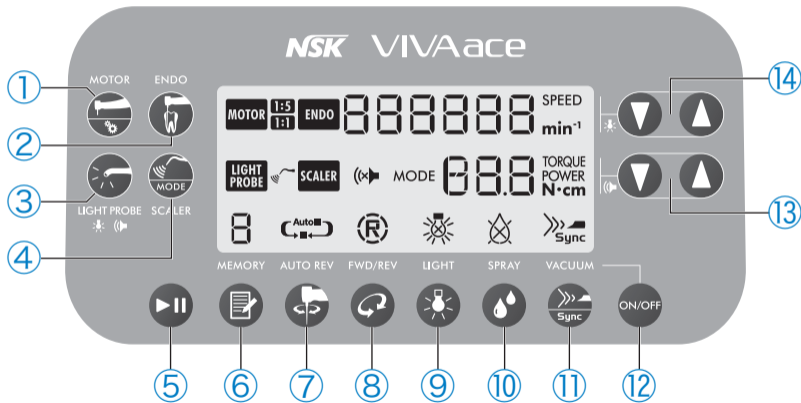 NSK VIVAace
① MOTOR ENDO
②
③ LIGHT PROBE SCALER
MODE
④
MOTOR 1:5 1:1 ENDO 888888 SPEED min-1
LIGHT PROBE SCALER MODE 88.8 TORQUE POWER N·cm
8 Auto R Sync
MEMORY AUTO REV FWD/REV LIGHT SPRAY VACUUM
Sync ON/OFF
⑤ ⑥ ⑦ ⑧ ⑨ ⑩ ⑪ ⑫
⑭
⑬